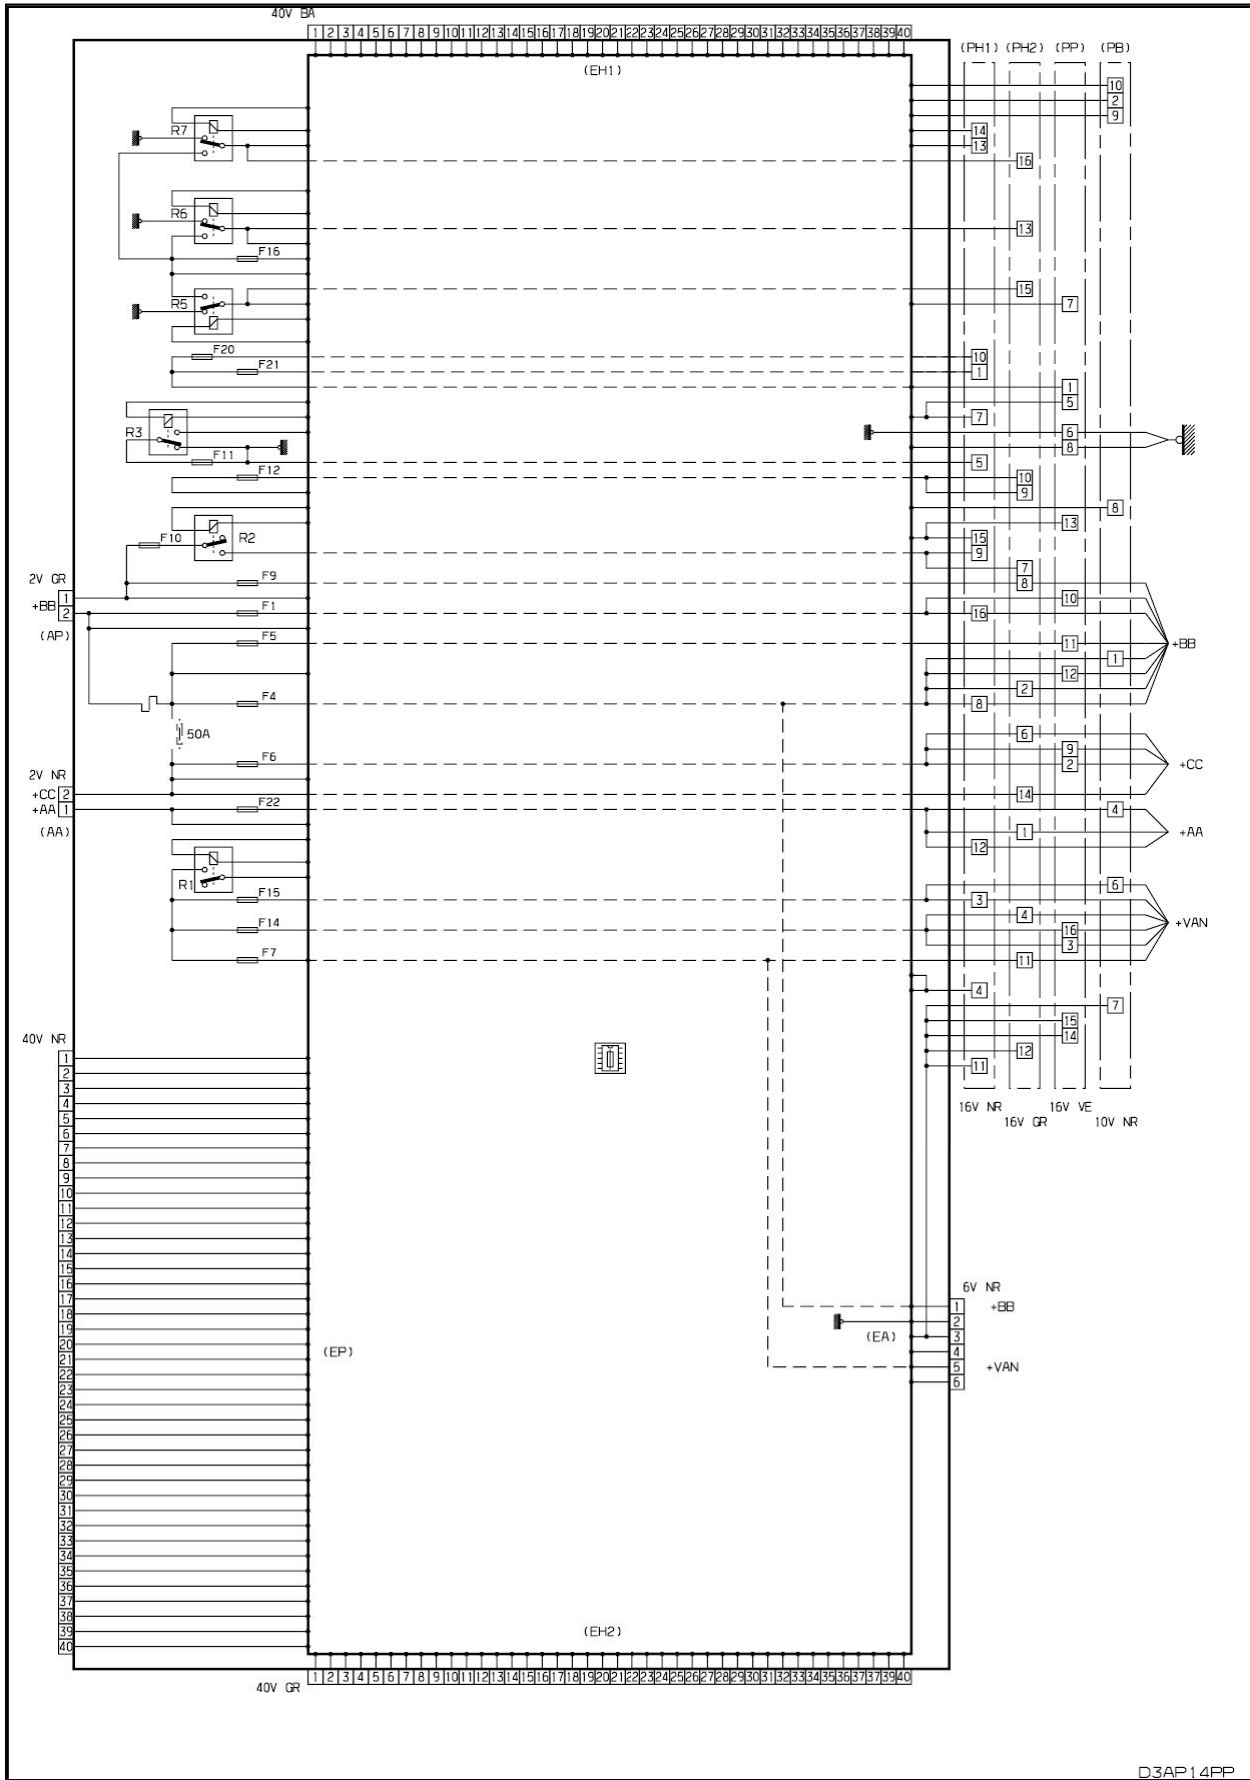 40V BA
1 2 3 4 5 6 7 8 9 10 11 12 13 14 15 16 17 18 19 20 21 22 23 24 25 26 27 28 29 30 31 32 33 34 35 36 37 38 39 40
(PH1) (PH2) (PP) (PB)
(EH1)
10
2
9
R7
14
13
16
R6
13
F16
15
R5
7
F20
10
F21
1
1
5
7
R3
6
8
F11
5
F12
10
9
8
13
F10
R2
15
9
7
2V GR
F9
8
1
10
+BB
2
F1
16
(AP)
F5
11
+BB
1
12
2
F4
8
50A
6
9
2V NR
F6
2
+CC
+CC 2
14
+AA 1
F22
4
(AA)
1
+AA
12
R1
6
F15
3
4
F14
16
+VAN
3
F7
11
4
7
15
14
40V NR
12
11
16V NR
16V GR
16V VE
10V NR
1
2
3
4
5
6
7
8
9
10
11
12
13
14
15
16
17
18
19
20
21
22
23
24
25
26
27
28
29
30
31
32
33
34
35
36
37
38
39
40
6V NR
1 +BB
2
(EA) 3
4
5 +VAN
6
(EP)
(EH2)
40V GR
1 2 3 4 5 6 7 8 9 10 11 12 13 14 15 16 17 18 19 20 21 22 23 24 25 26 27 28 29 30 31 32 33 34 35 36 37 38 39 40
D3AP14PP